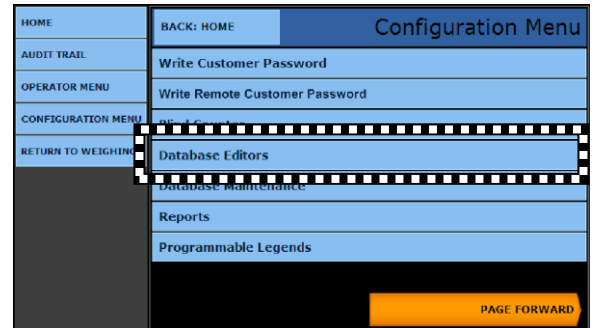 HOME
BACK: HOME
Configuration Menu
AUDIT TRAIL
Write Customer Password
OPERATOR MENU
Write Remote Customer Password
CONFIGURATION MENU
RETURN TO WEIGHING
Database Editors
Database Maintenance
Reports
Programmable Legends
PAGE FORWARD